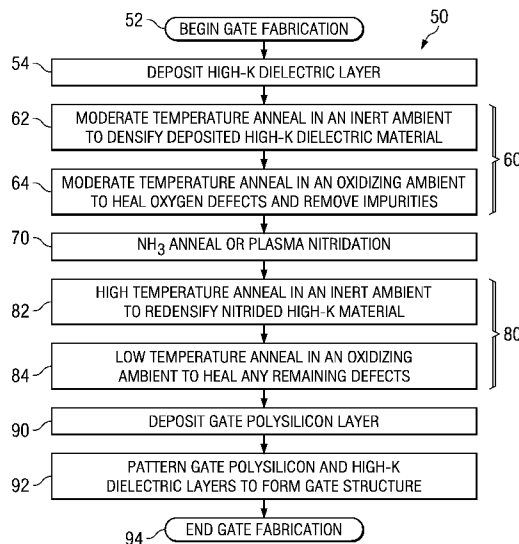 50
52
BEGIN GATE FABRICATION
54
DEPOSIT HIGH-K DIELECTRIC LAYER
62
MODERATE TEMPERATURE ANNEAL IN AN INERT AMBIENT
TO DENSIFY DEPOSITED HIGH-K DIELECTRIC MATERIAL
60
64
MODERATE TEMPERATURE ANNEAL IN AN OXIDIZING AMBIENT
TO HEAL OXYGEN DEFECTS AND REMOVE IMPURITIES
70
NH3 ANNEAL OR PLASMA NITRIDATION
82
HIGH TEMPERATURE ANNEAL IN AN INERT AMBIENT
TO REDENSIFY NITRIDED HIGH-K MATERIAL
80
84
LOW TEMPERATURE ANNEAL IN AN OXIDIZING
AMBIENT TO HEAL ANY REMAINING DEFECTS
90
DEPOSIT GATE POLYSILICON LAYER
92
PATTERN GATE POLYSILICON AND HIGH-K
DIELECTRIC LAYERS TO FORM GATE STRUCTURE
94
END GATE FABRICATION